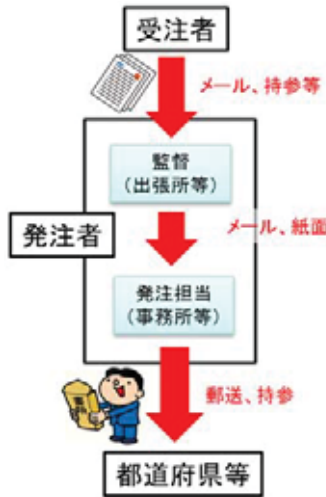 受注者
メール、持参等
監督
(出張所等)
発注者
メール、紙面
発注担当
(事務所等)
郵送、持参
都道府県等